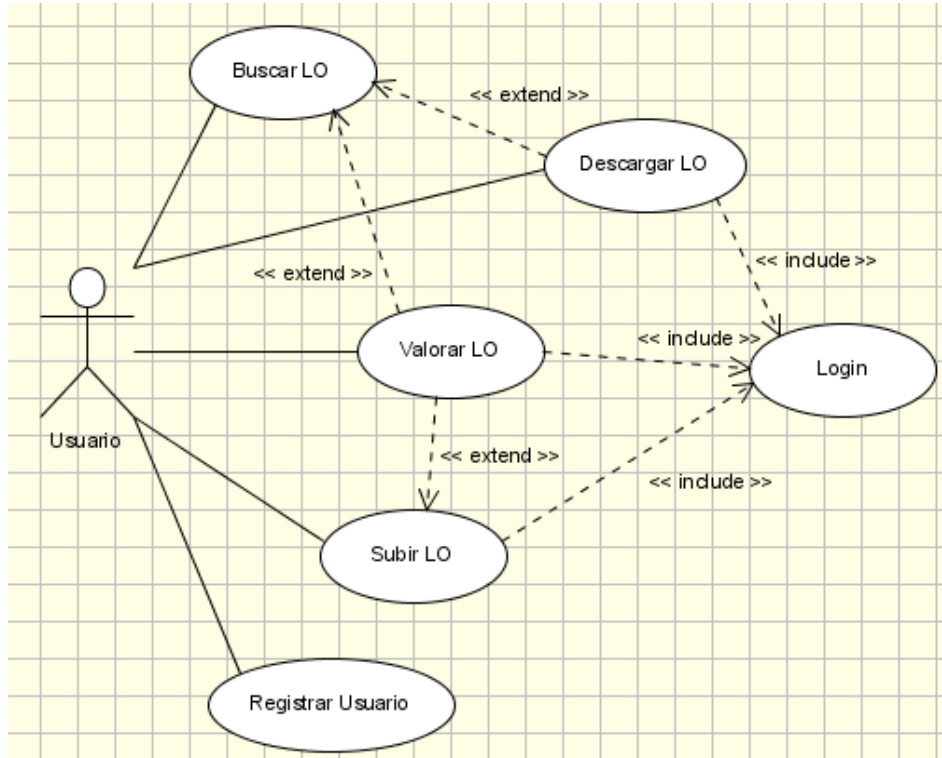 Buscar LO
<< extend >>
Descargar LO
<< extend >>
<< include >>
Valorar LO
<< include >>
Login
Usuario
<< extend >>
<< include >>
Subir LO
Registrar Usuario